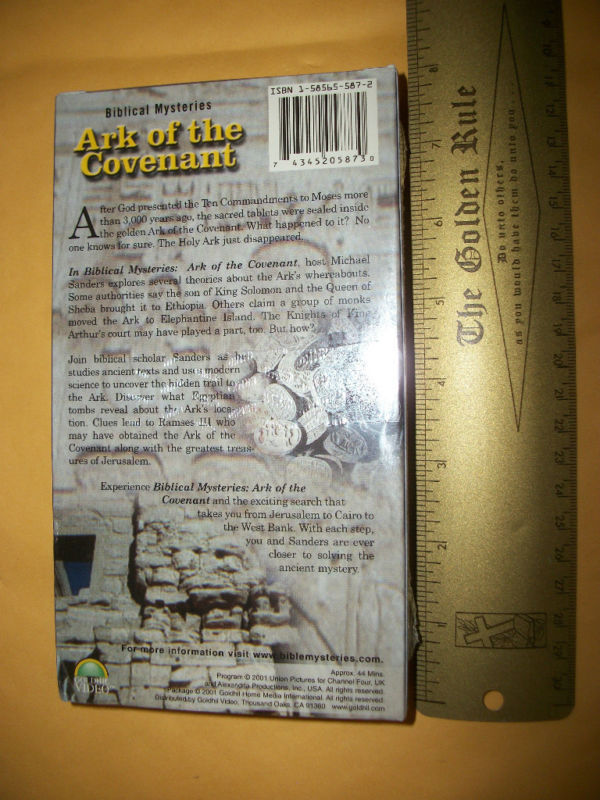 ISBN 1-58565-587-2
7 43452 05873 0
Biblical Mysteries
Ark of the
Covenant
After God presented the Ten Commandments to Moses more
than 3,000 years ago, the sacred tablets were sealed inside
the golden Ark of the Covenant. What happened to it? No
one knows for sure. The Holy Ark just disappeared.
In Biblical Mysteries: Ark of the Covenant, host Michael
Sanders explores several theories about the Ark's whereabouts.
Some authorities say the son of King Solomon and the Queen of
Sheba brought it to Ethiopia. Others claim a group of monks
moved the Ark to Elephantine Island. The Knights of King
Arthur's court may have played a part, too. But how?
Join biblical scholar Sanders as he
studies ancient texts and uses modern
science to uncover the hidden trail to
the Ark. Discover what Egyptian
tombs reveal about the Ark's loca-
tion. Clues lead to Ramses III who
may have obtained the Ark of the
Covenant along with the greatest treas-
ures of Jerusalem.
Experience Biblical Mysteries: Ark of the
Covenant and the exciting search that
takes you from Jerusalem to Cairo to
the West Bank. With each step,
you and Sanders are ever
closer to solving the
ancient mystery.
For more information visit www.biblemysteries.com.
Approx. 44 Mins.
Program © 2001 Union Pictures for Channel Four, UK
and Alexandria Productions, Inc., USA. All rights reserved.
Package © 2001 Goldhil Home Media International. All rights reserved.
Distributed by Goldhil Video, Thousand Oaks, CA 91360 www.goldhil.com
GOLDHIL
VIDEO
The Golden Rule
Do unto others,
as you would have them do unto you.
8
7
6
5
4
3
2
1